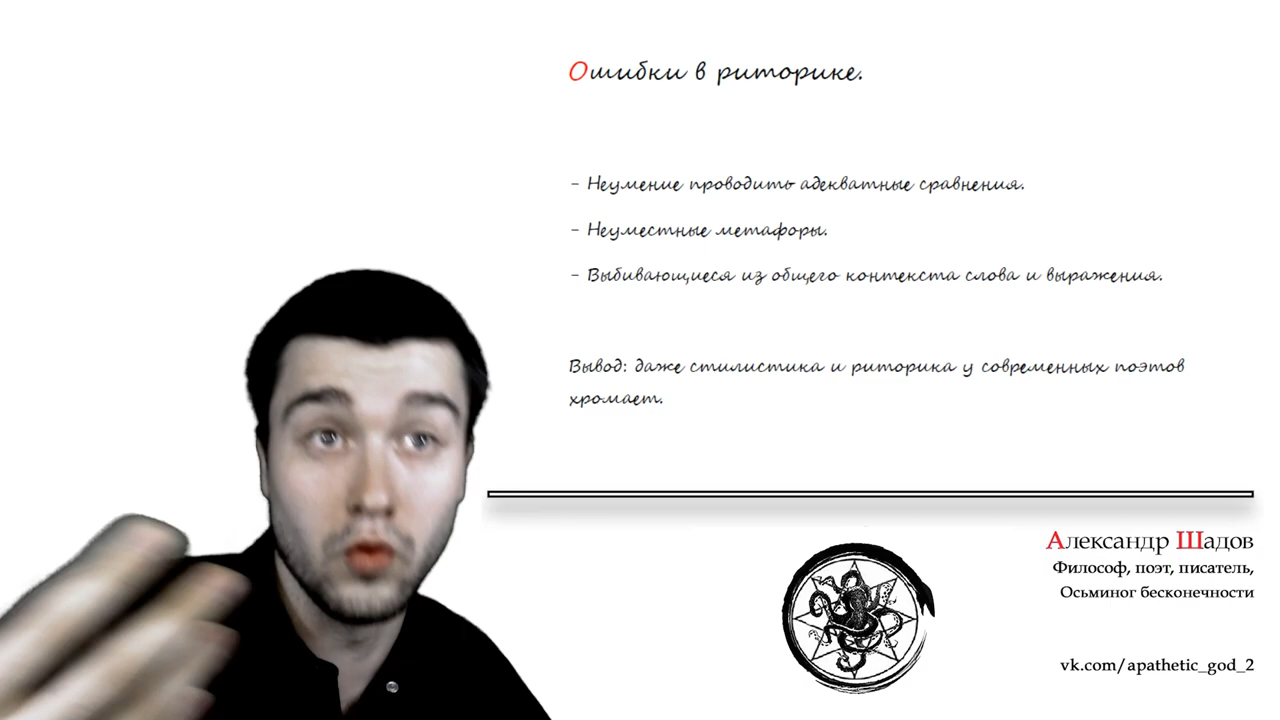 Ошибки в риторике.
- Неумение проводить адекватные сравнения.
- Неуместные метафоры.
- Выбивающиеся из общего контекста слова и выражения.
Вывод: даже стилистика и риторика у современных поэтов
хромает.
Александр Шадов
Философ, поэт, писатель,
Осьминог бесконечности
vk.com/apathetic_god_2